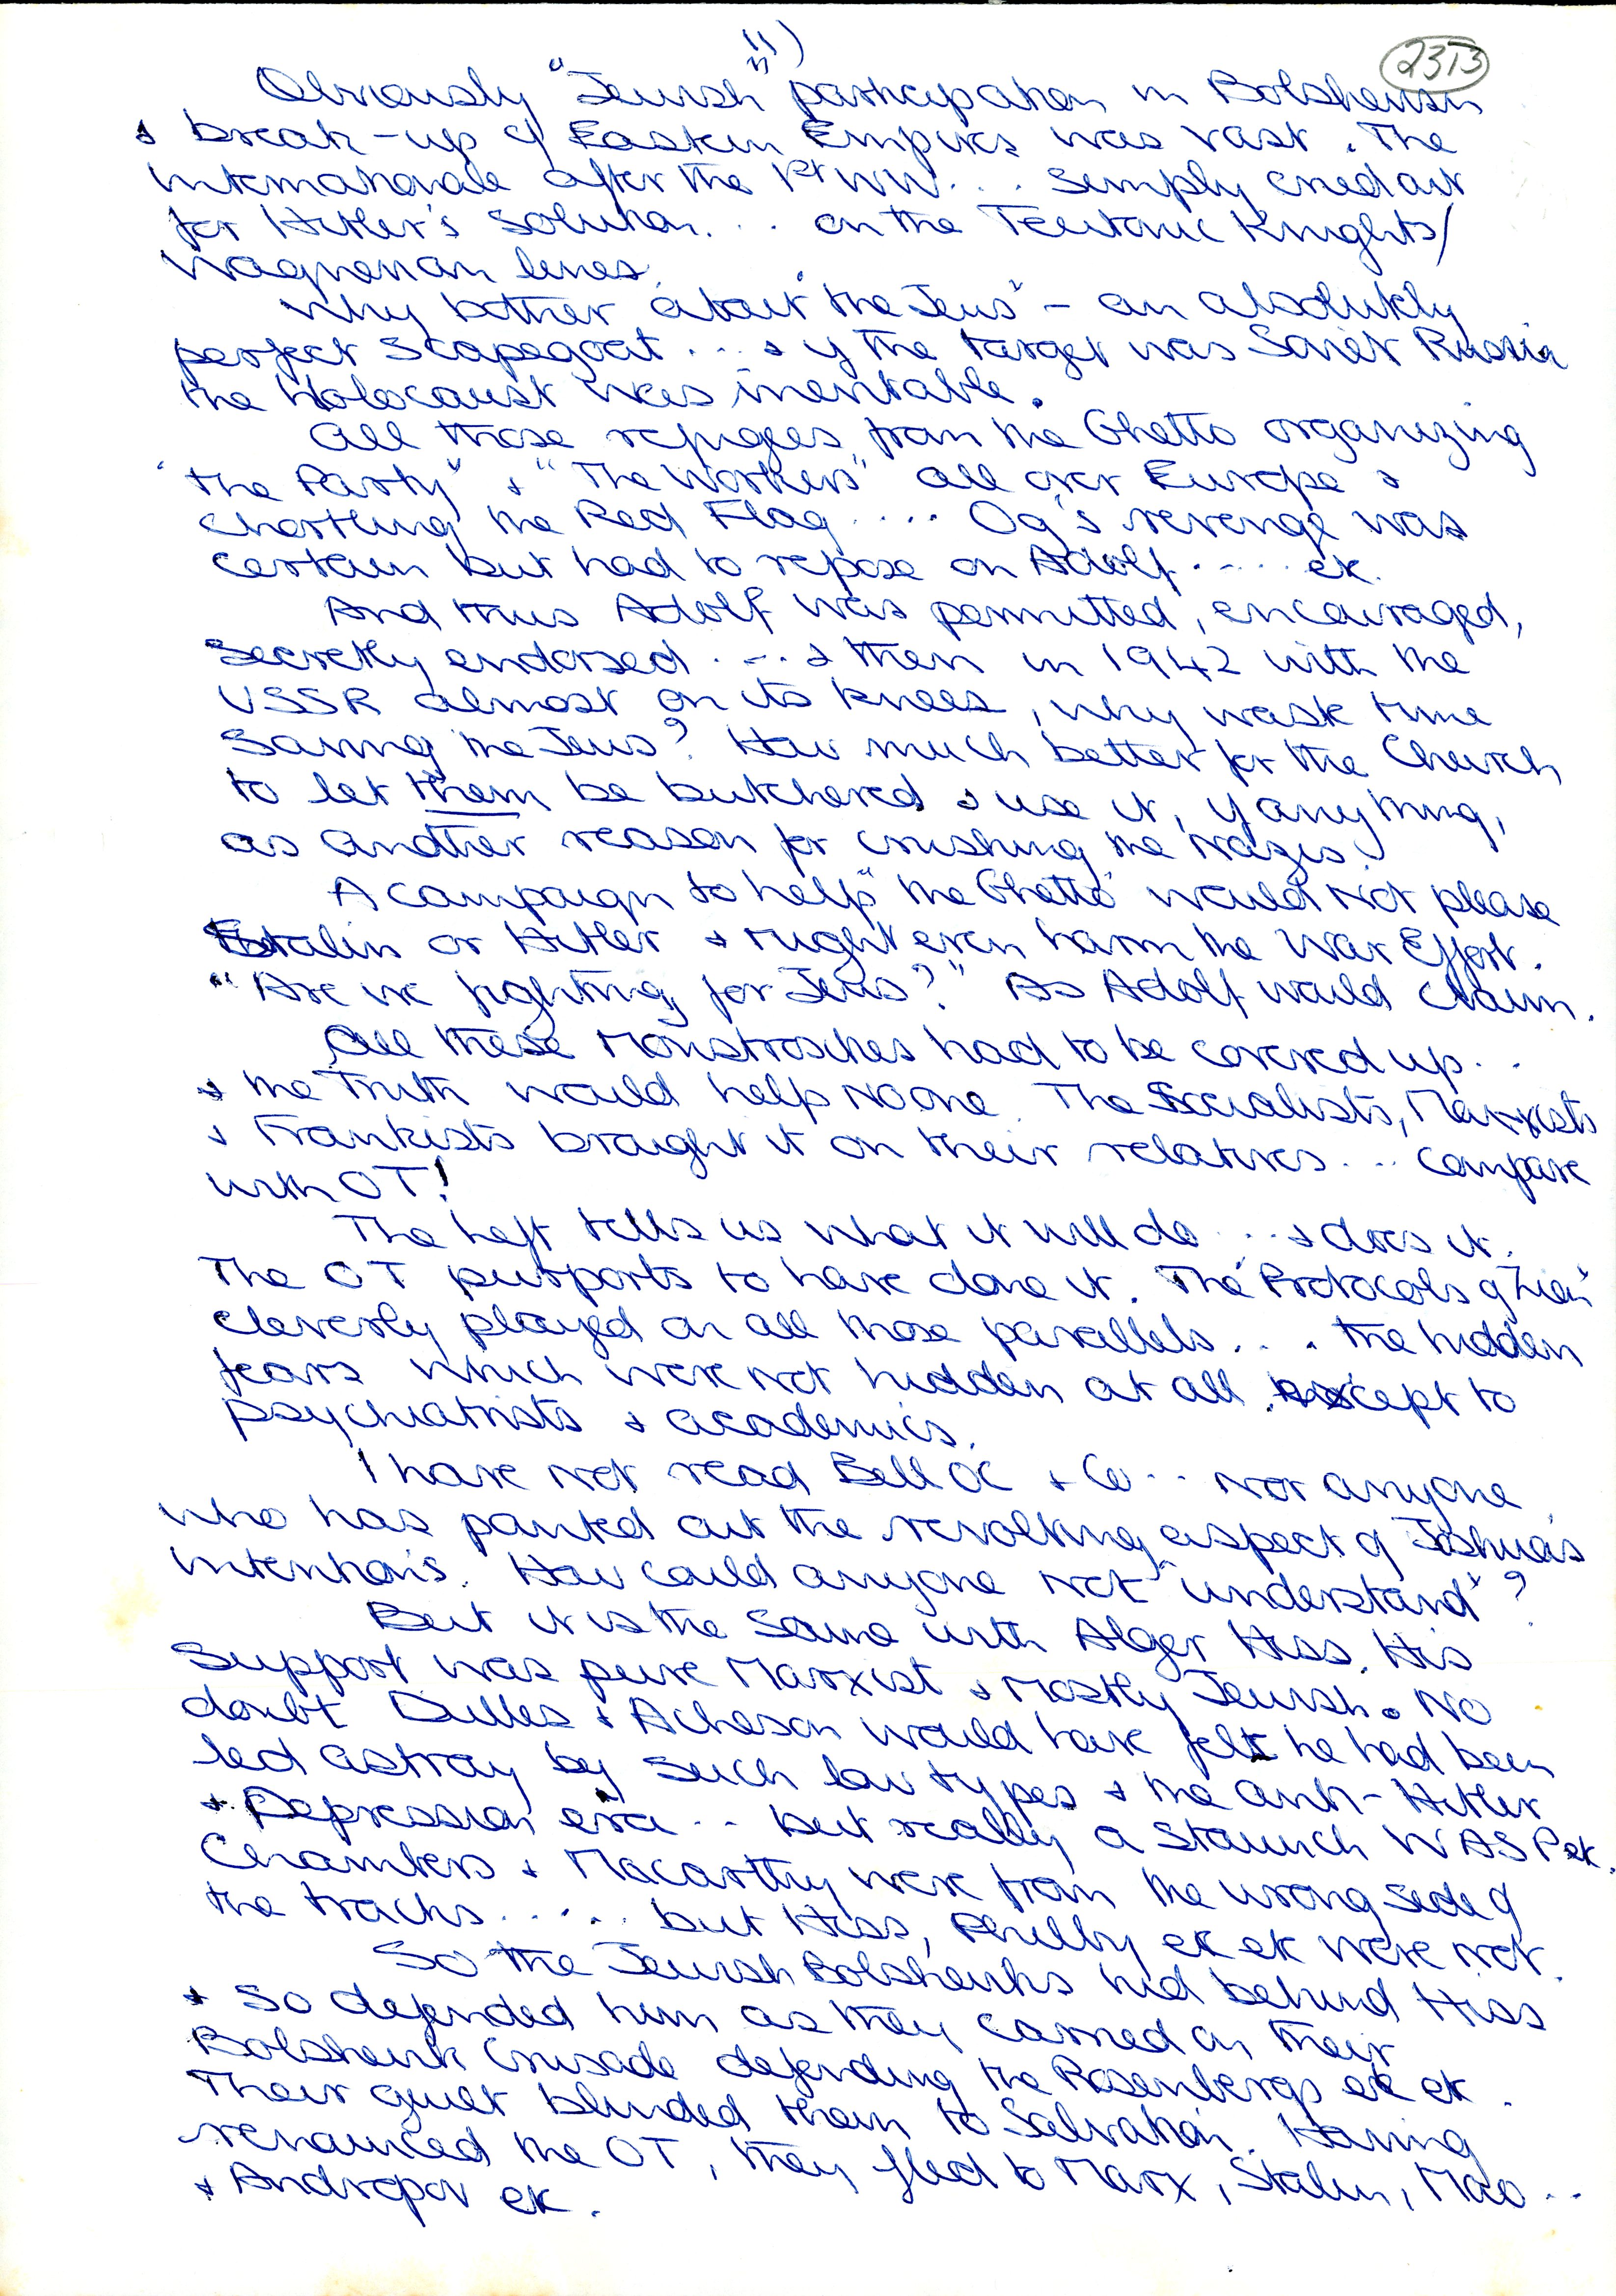 11)
2313
Obviously "Jewish" participation in Bolshevism
& break-up of Eastern Empires was vast. The
Internationale after the 1st WW... simply cried out
for Hitler's solution... on the Teutonic Knights/
Wagnerian lines.
Why bother about "the Jews" - an absolutely
perfect scapegoat... & if the target was Soviet Russia
the Holocaust was inevitable.
All those refugees from the Ghetto organizing
"the Party" & "The Workers" all over Europe &
chortling the Red Flag.... Og's revenge was
certain but had to repose on Adolf..... etc.
And thus Adolf was permitted, encouraged,
secretly endorsed.... & then in 1942 with the
USSR almost on its knees, why waste time
saving the Jews? How much better for the Church
to let them be butchered & use it, if anything,
as another reason for crushing the Nazis.
A campaign to help "the Ghetto" would not please
Stalin or Hitler & might even harm the War Effort.
"Are we fighting for Jews?" As Adolf would claim.
All these Monstrosities had to be covered up..
& the Truth would help no one. The Socialists, Marxists
& Frankists brought it on their relatives... compare
with OT!
The Left tells us what it will do... & does it.
The OT purports to have done it. The "Protocols of Zion"
cleverly played on all those parallels... the hidden
fears which were not hidden at all except to
psychiatrists & academics.
I have not read Belloc & Co.. nor anyone
who has pointed out the revolting aspect of Joshua's
intentions. How could anyone not "understand"?
But it is the same with Alger Hiss. His
support was pure Marxist & Mostly Jewish. No
doubt Dulles & Acheson would have felt he had been
led astray by such low types & the anti-Hitler
& Depression era.. but really a staunch WASP etc.
Chambers & Macarthy were from the wrong side of
the tracks..... but Hiss, Philby etc etc were not.
So the Jewish Bolsheviks hid behind Hiss
& so defended him as they carried on their
Bolshevik Crusade defending the Rosenbergs etc etc.
Their guilt blinded them to Salvation. Having
renounced the OT, they fled to Marx, Stalin, Mao..
& Andropov etc.